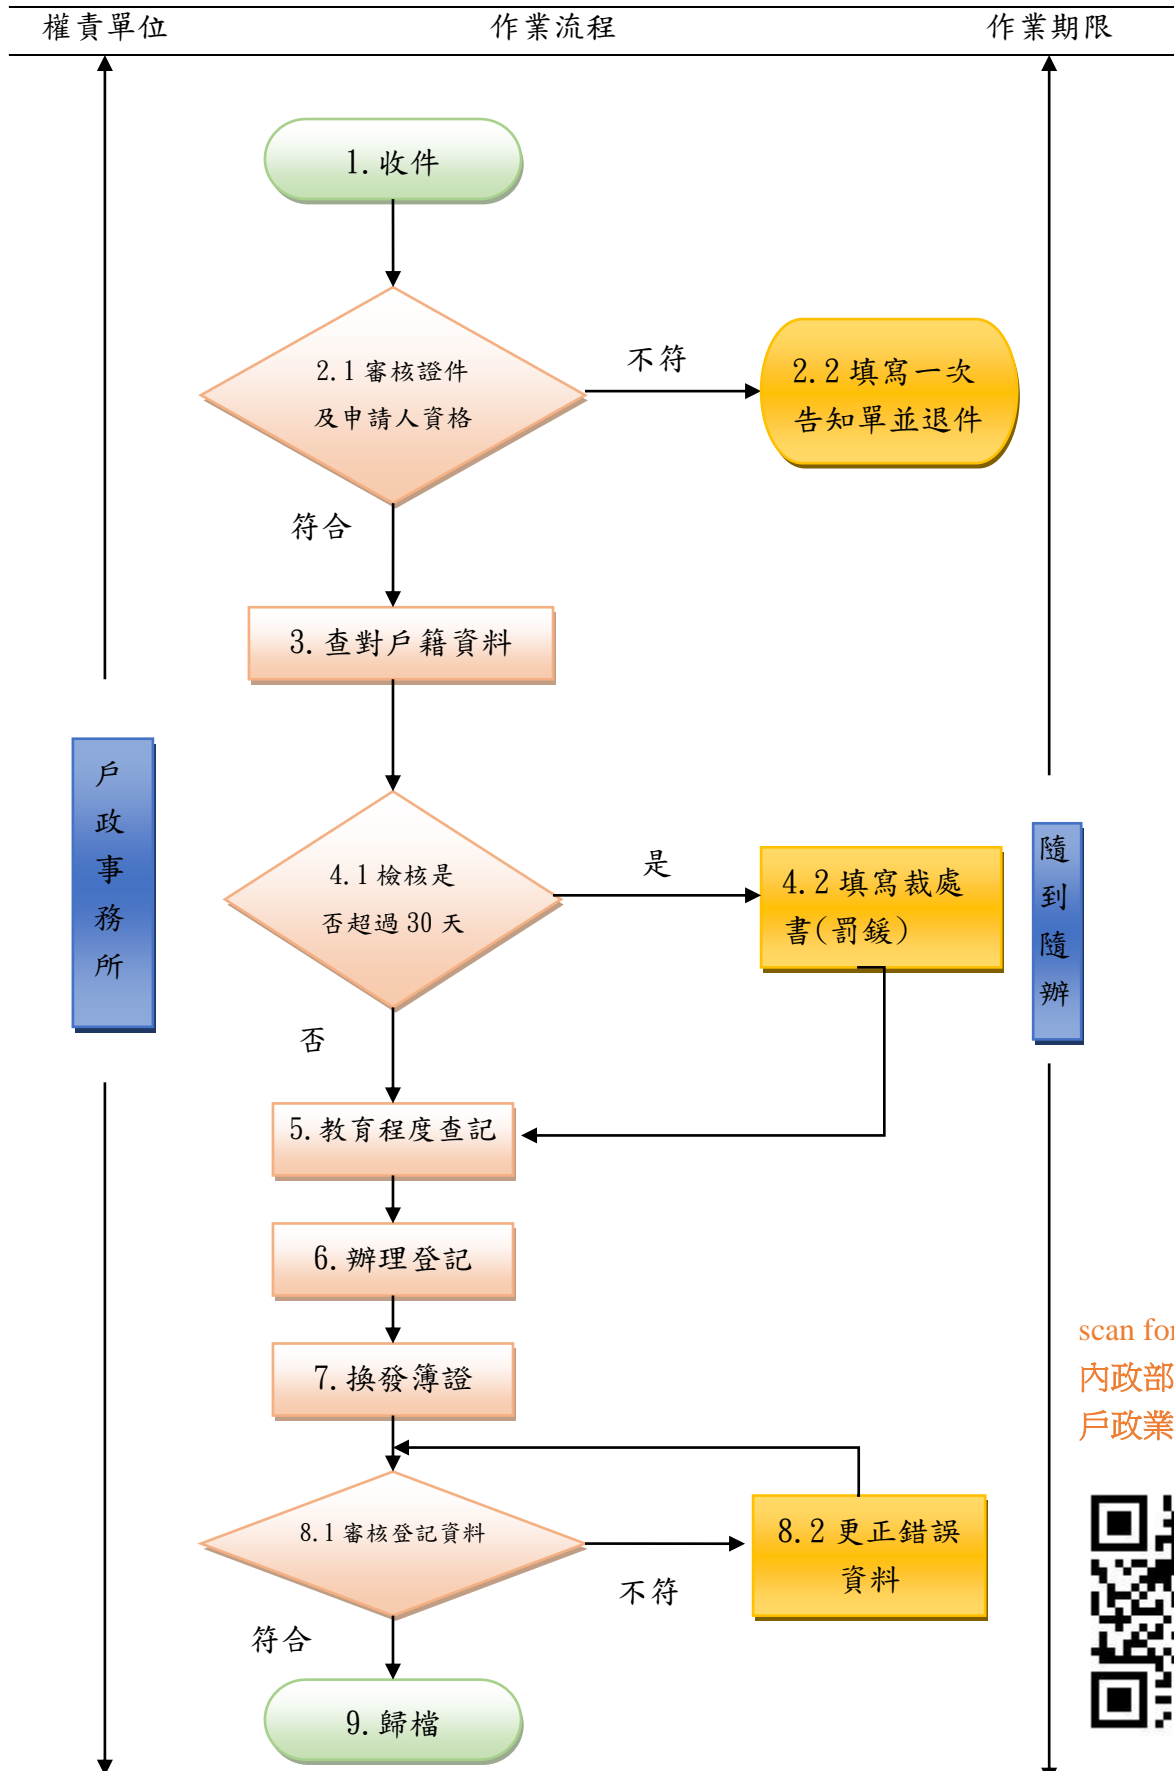 權責單位
作業流程
作業期限
1.收件
2.1 審核證件
及申請人資格
不符
2.2 填寫一次
告知單並退件
符合
3.查對戶籍資料
戶
政
事
務
所
4.1 檢核是
否超過 30 天
是
4.2 填寫裁處
書(罰鍰)
隨
到
隨
辦
否
5.教育程度查記
6.辦理登記
7.換發簿證
scan for
內政部
戶政業
8.1 審核登記資料
8.2 更正錯誤
資料
不符
符合
9.歸檔